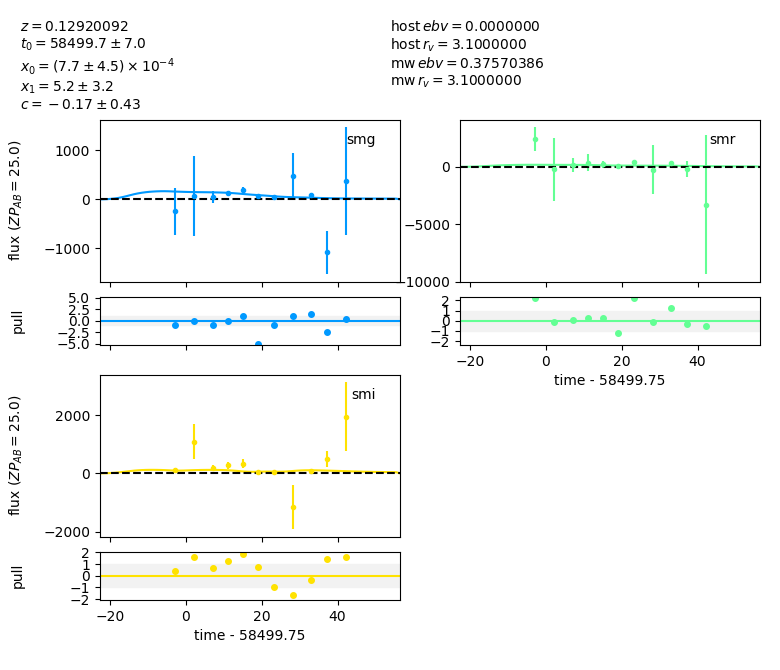 z = 0.12920092
t₀ = 58499.7 ± 7.0
x₀ = (7.7 ± 4.5) × 10⁻⁴
x₁ = 5.2 ± 3.2
c = −0.17 ± 0.43
host ebv = 0.0000000
host r_v = 3.1000000
mw ebv = 0.37570386
mw r_v = 3.1000000
smg
flux (ZP_AB = 25.0)
1000
0
−1000
pull
5.0
2.5
0.0
−2.5
−5.0
smr
0
−5000
−10000
2
1
0
−1
−2
−20 0 20 40
time - 58499.75
smi
flux (ZP_AB = 25.0)
2000
0
−2000
pull
2
1
0
−1
−2
−20 0 20 40
time - 58499.75